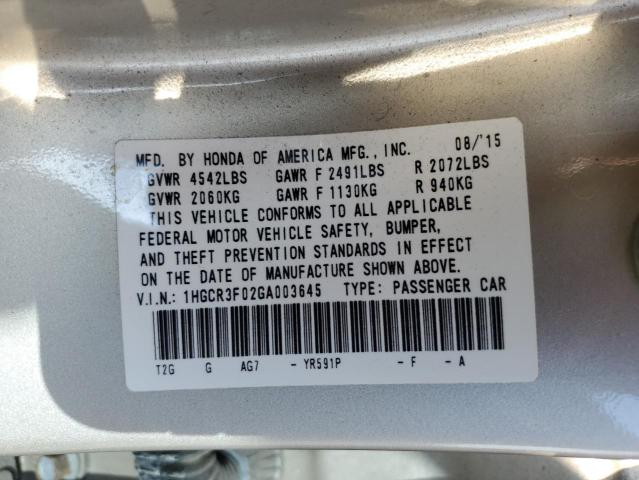 MFD. BY HONDA OF AMERICA MFG., INC. 08/'15
GVWR 4542LBS GAWR F 2491LBS R 2072LBS
GVWR 2060KG GAWR F 1130KG R 940KG
THIS VEHICLE CONFORMS TO ALL APPLICABLE
FEDERAL MOTOR VEHICLE SAFETY, BUMPER,
AND THEFT PREVENTION STANDARDS IN EFFECT
ON THE DATE OF MANUFACTURE SHOWN ABOVE.
V.I.N.: 1HGCR3F02GA003645 TYPE: PASSENGER CAR
T2G G AG7 - YR591P - F - A